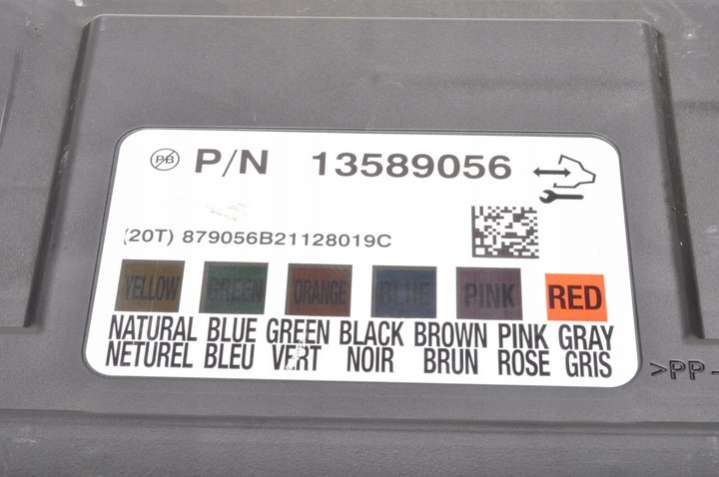 PB P/N 13589056
(20T) 879056B21128019C
YELLOW GREEN ORANGE BLUE PINK RED
NATURAL BLUE GREEN BLACK BROWN PINK GRAY
NETUREL BLEU VERT NOIR BRUN ROSE GRIS
>PP-